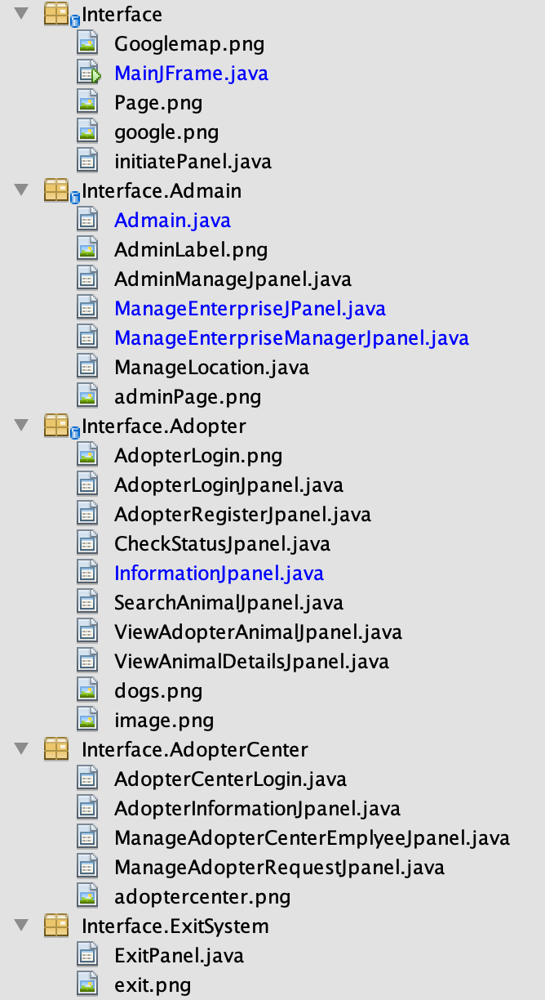 Interface
Googlemap.png
MainJFrame.java
Page.png
google.png
initiatePanel.java
Interface.Admain
Admain.java
AdminLabel.png
AdminManageJpanel.java
ManageEnterpriseJPanel.java
ManageEnterpriseManagerJpanel.java
ManageLocation.java
adminPage.png
Interface.Adopter
AdopterLogin.png
AdopterLoginJpanel.java
AdopterRegisterJpanel.java
CheckStatusJpanel.java
InformationJpanel.java
SearchAnimalJpanel.java
ViewAdopterAnimalJpanel.java
ViewAnimalDetailsJpanel.java
dogs.png
image.png
Interface.AdopterCenter
AdopterCenterLogin.java
AdopterInformationJpanel.java
ManageAdopterCenterEmplyeeJpanel.java
ManageAdopterRequestJpanel.java
adoptercenter.png
Interface.ExitSystem
ExitPanel.java
exit.png